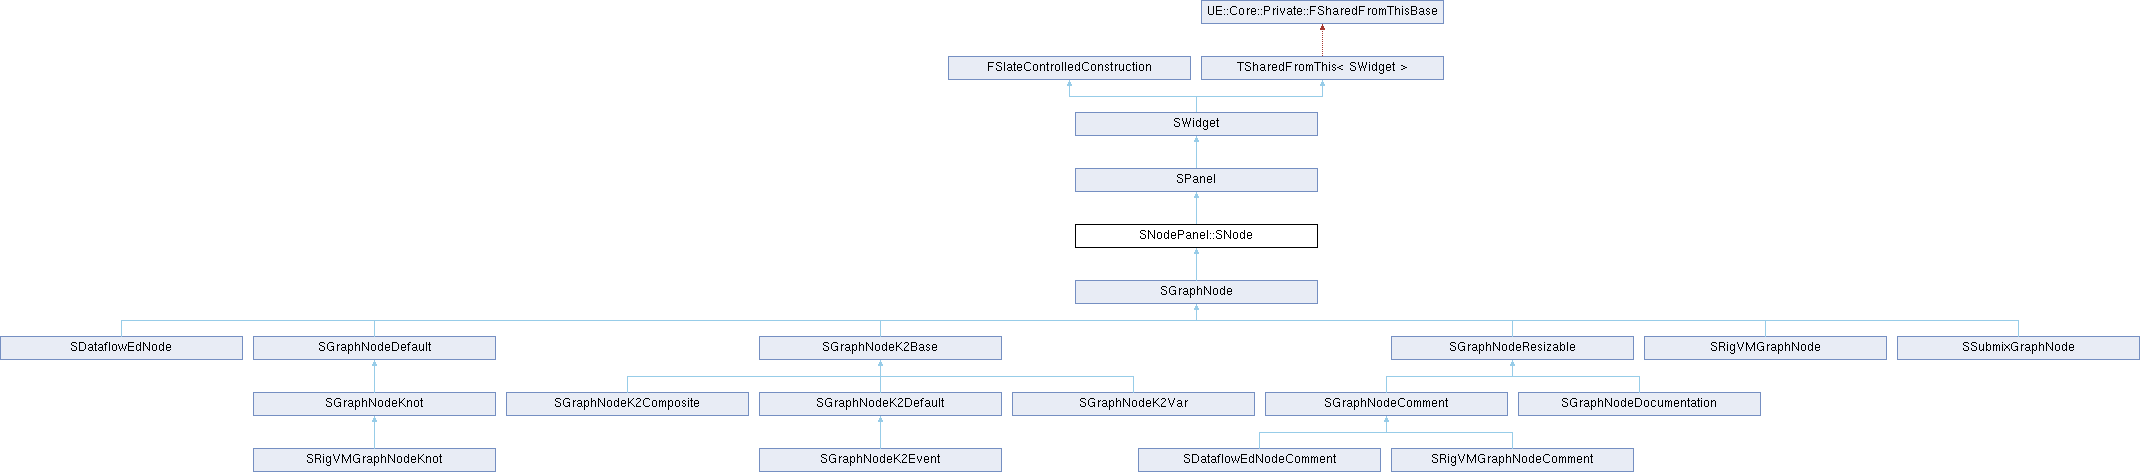 UE::Core::Private::FSharedFromThisBase
FSlateControlledConstruction
TSharedFromThis< SWidget >
SWidget
SPanel
SNodePanel::SNode
SGraphNode
SDataflowEdNode
SGraphNodeDefault
SGraphNodeK2Base
SGraphNodeResizable
SRigVMGraphNode
SSubmixGraphNode
SGraphNodeKnot
SGraphNodeK2Composite
SGraphNodeK2Default
SGraphNodeK2Var
SGraphNodeComment
SGraphNodeDocumentation
SRigVMGraphNodeKnot
SGraphNodeK2Event
SDataflowEdNodeComment
SRigVMGraphNodeComment